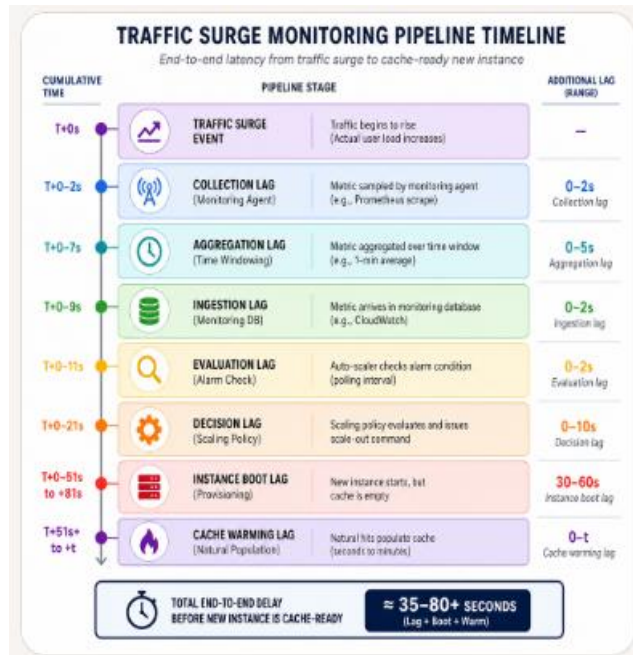 TRAFFIC SURGE MONITORING PIPELINE TIMELINE
End-to-end latency from traffic surge to cache-ready new instance
CUMULATIVE
TIME
PIPELINE STAGE
ADDITIONAL LAG
(RANGE)
T+0s
TRAFFIC SURGE
EVENT
Traffic begins to rise
(Actual user load increases)
–
T+0–2s
COLLECTION LAG
(Monitoring Agent)
Metric sampled by monitoring agent
(e.g., Prometheus scrape)
0–2s
Collection lag
T+0–7s
AGGREGATION LAG
(Time Windowing)
Metric aggregated over time window
(e.g., 1-min average)
0–5s
Aggregation lag
T+0–9s
INGESTION LAG
(Monitoring DB)
Metric arrives in monitoring database
(e.g., CloudWatch)
0–2s
Ingestion lag
T+0–11s
EVALUATION LAG
(Alarm Check)
Auto-scaler checks alarm condition
(polling interval)
0–2s
Evaluation lag
T+0–21s
DECISION LAG
(Scaling Policy)
Scaling policy evaluates and issues
scale-out command
0–10s
Decision lag
T+0–51s
to +81s
INSTANCE BOOT LAG
(Provisioning)
New instance starts, but
cache is empty
30–60s
Instance boot lag
T+51s+
to +t
CACHE WARMING LAG
(Natural Population)
Natural hits populate cache
(seconds to minutes)
0–t
Cache warming lag
TOTAL END-TO-END DELAY
BEFORE NEW INSTANCE IS CACHE-READY
≈ 35–80+ SECONDS
(Lag + Boot + Warm)